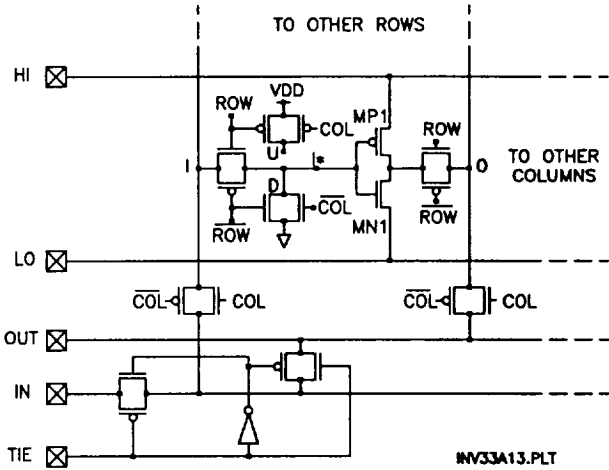 TO OTHER ROWS
HI
VDD
ROW
COL
MP1
ROW
U
I
I*
O
TO OTHER
COLUMNS
D
COL
ROW
MN1
ROW
LO
COL
COL
COL
COL
OUT
IN
TIE
INV33A13.PLT